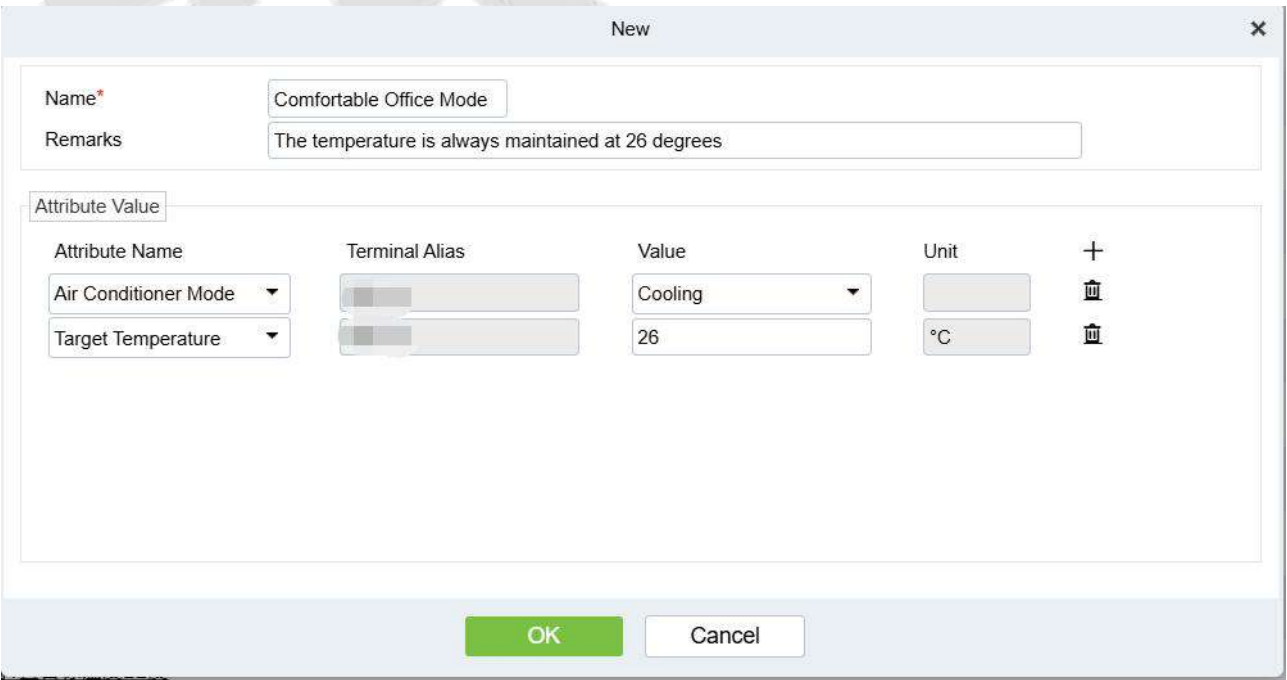 New
Name*
Comfortable Office Mode
Remarks
The temperature is always maintained at 26 degrees
Attribute Value
Attribute Name Terminal Alias Value Unit
Air Conditioner Mode Cooling
Target Temperature 26 °C
OK Cancel